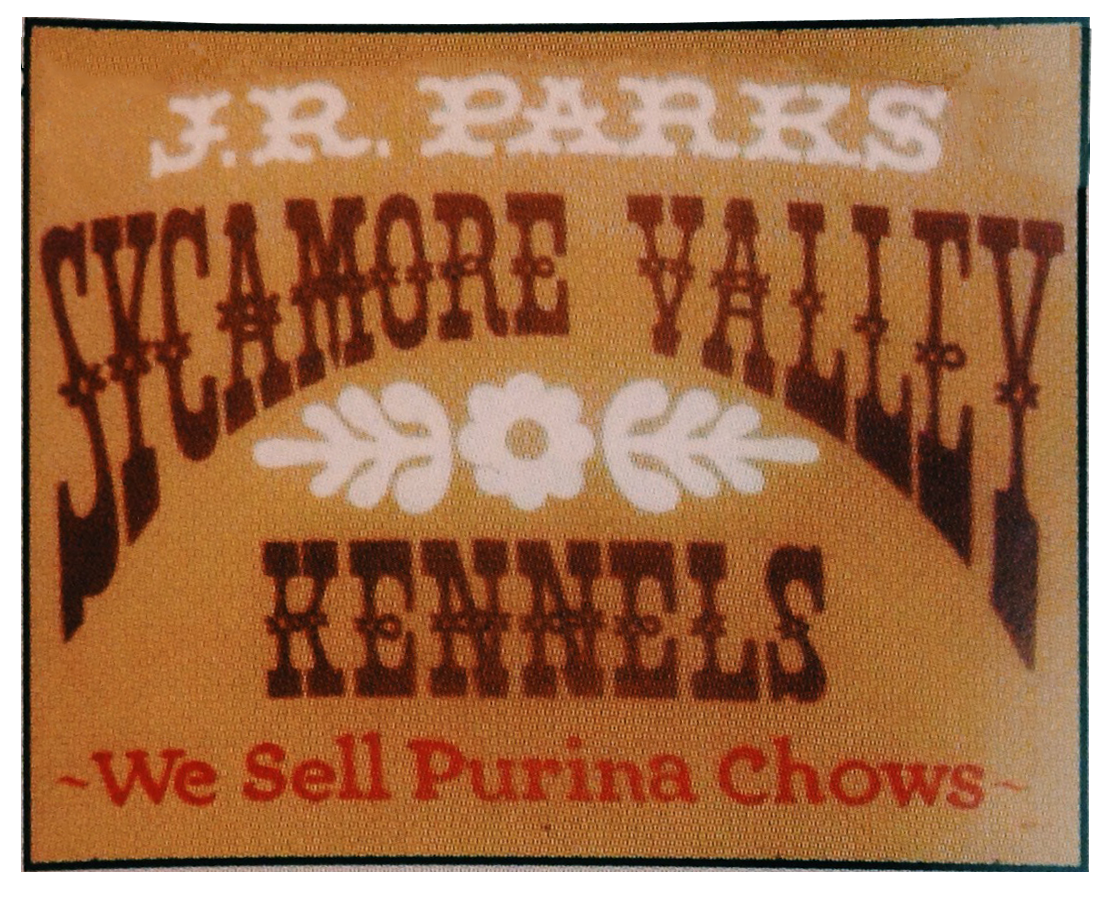 J.R. PARKS
SYCAMORE VALLEY
KENNELS
~We Sell Purina Chows~